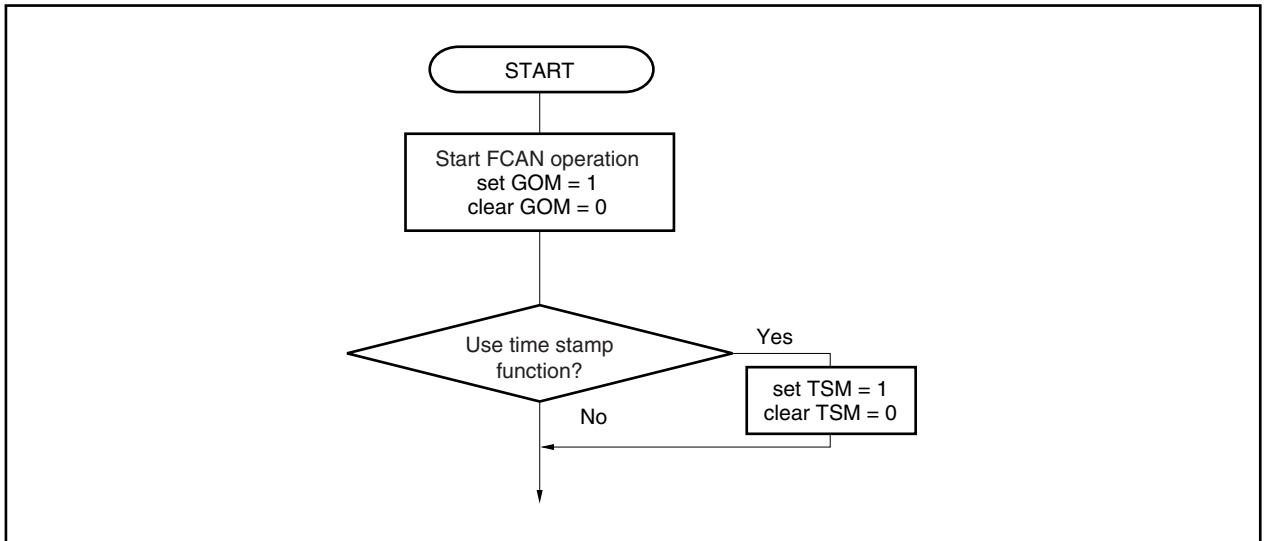 START
Start FCAN operation
set GOM = 1
clear GOM = 0
Use time stamp
function?
Yes
set TSM = 1
clear TSM = 0
No